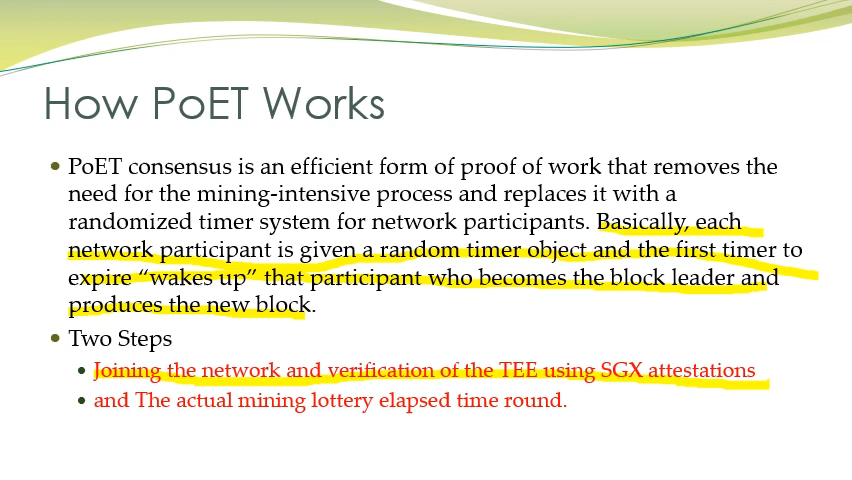 How PoET Works
• PoET consensus is an efficient form of proof of work that removes the
need for the mining-intensive process and replaces it with a
randomized timer system for network participants. Basically, each
network participant is given a random timer object and the first timer to
expire “wakes up” that participant who becomes the block leader and
produces the new block.
• Two Steps
• Joining the network and verification of the TEE using SGX attestations
• and The actual mining lottery elapsed time round.